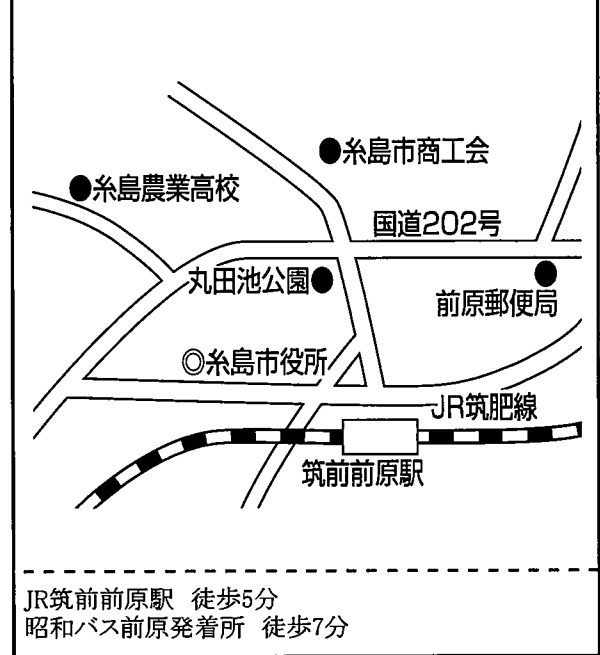 糸島市商工会
糸島農業高校
国道202号
丸田池公園
前原郵便局
糸島市役所
JR筑肥線
筑前前原駅
JR筑前前原駅 徒歩5分
昭和バス前原発着所 徒歩7分